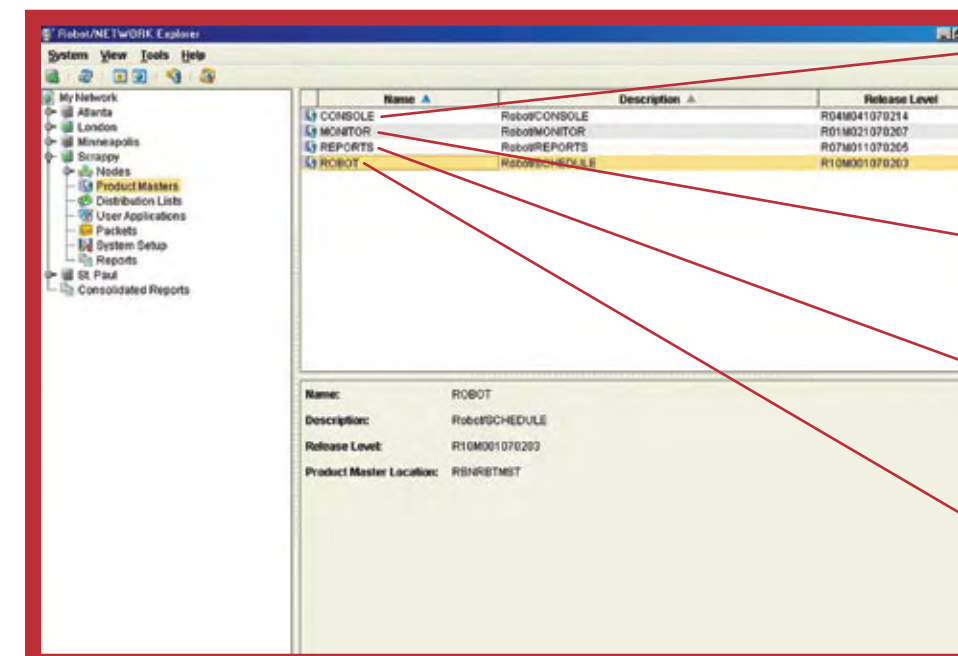 Robot/NETWORK Explorer
System View Tools Help
My Network
Atlanta
London
Minneapolis
Scrappy
Nodes
Product Masters
Distribution Lists
User Applications
Packets
System Setup
Reports
St. Paul
Consolidated Reports
Name Description Release Level
CONSOLE Robot/CONSOLE R04M041070214
MONITOR Robot/MONITOR R01M021070207
REPORTS Robot/REPORTS R07M011070205
ROBOT Robot/SCHEDULE R10M001070203
Name: ROBOT
Description: Robot/SCHEDULE
Release Level: R10M001070203
Product Master Location: RBNRBTMST